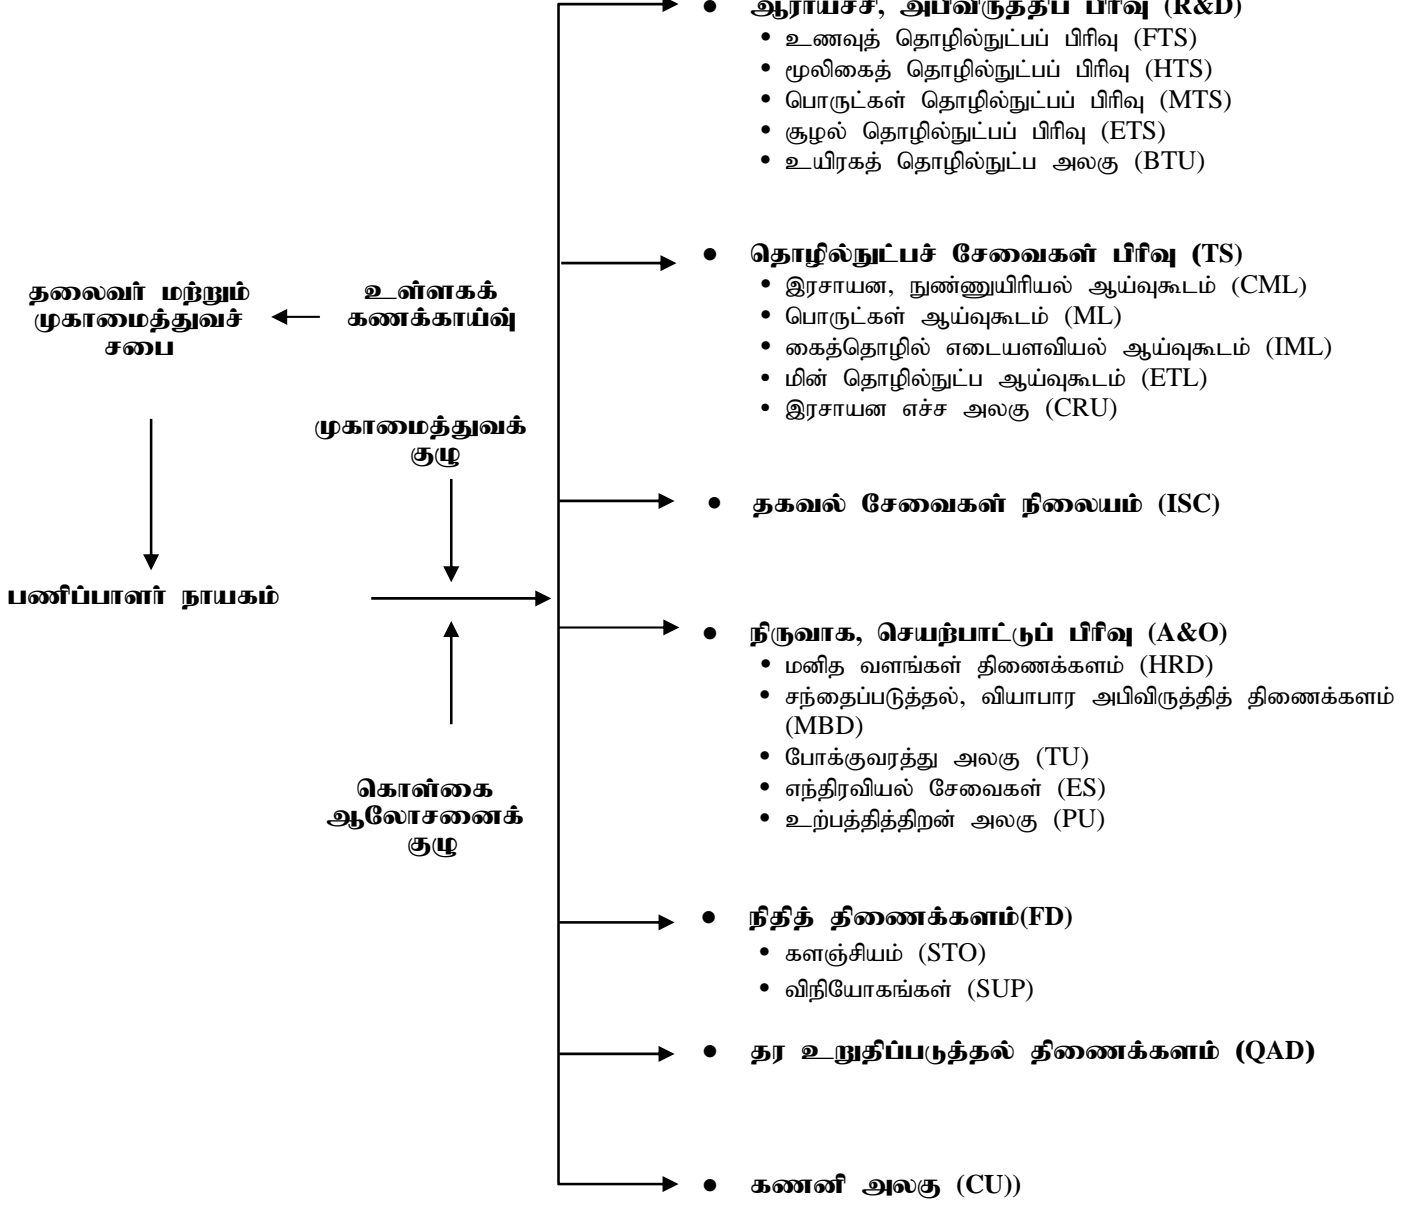 ஆராய்ச்சி, அபிவிருத்திப் பிரிவு (R&D)
• உணவுத் தொழில்நுட்பப் பிரிவு (FTS)
• மூலிகைத் தொழில்நுட்பப் பிரிவு (HTS)
• பொருட்கள் தொழில்நுட்பப் பிரிவு (MTS)
• சூழல் தொழில்நுட்பப் பிரிவு (ETS)
• உயிரகத் தொழில்நுட்ப அலகு (BTU)
தொழில்நுட்பச் சேவைகள் பிரிவு (TS)
• இரசாயன, நுண்ணுயிரியல் ஆய்வுகூடம் (CML)
• பொருட்கள் ஆய்வுகூடம் (ML)
• கைத்தொழில் எடையளவியல் ஆய்வுகூடம் (IML)
• மின் தொழில்நுட்ப ஆய்வுகூடம் (ETL)
• இரசாயன எச்ச அலகு (CRU)
தலைவர் மற்றும்
முகாமைத்துவச்
சபை
உள்ளகக்
கணக்காய்வு
முகாமைத்துவக்
குழு
தகவல் சேவைகள் நிலையம் (ISC)
பணிப்பாளர் நாயகம்
நிருவாக, செயற்பாட்டுப் பிரிவு (A&O)
• மனித வளங்கள் திணைக்களம் (HRD)
• சந்தைப்படுத்தல், வியாபார அபிவிருத்தித் திணைக்களம்
(MBD)
• போக்குவரத்து அலகு (TU)
• எந்திரவியல் சேவைகள் (ES)
• உற்பத்தித்திறன் அலகு (PU)
கொள்கை
ஆலோசனைக்
குழு
நிதித் திணைக்களம்(FD)
• களஞ்சியம் (STO)
• விநியோகங்கள் (SUP)
தர உறுதிப்படுத்தல் திணைக்களம் (QAD)
கணனி அலகு (CU))